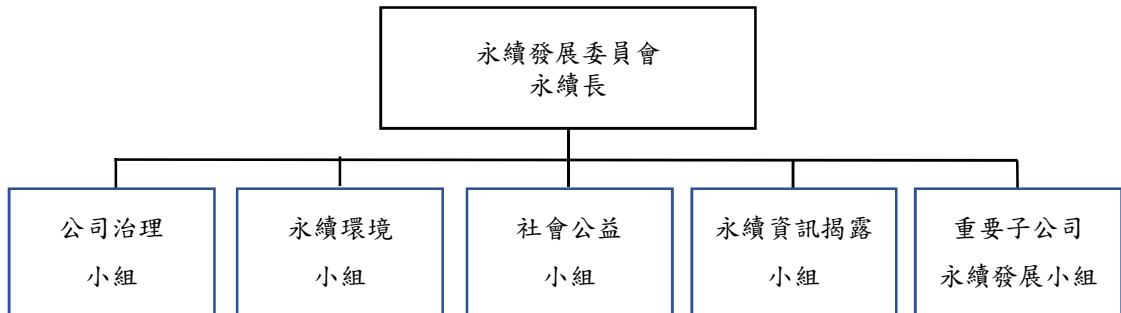 永續發展委員會
永續長
公司治理
小組
永續環境
小組
社會公益
小組
永續資訊揭露
小組
重要子公司
永續發展小組